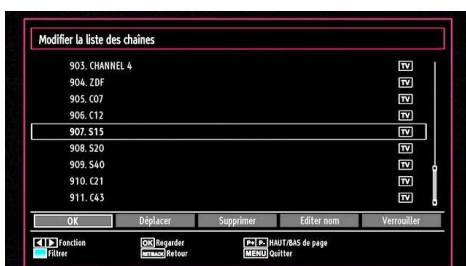 Modifier la liste des chaînes
903. CHANNEL 4 TV
904. ZDF TV
905. C07 TV
906. C12 TV
907. S15 TV
908. S20 TV
909. S40 TV
910. C21 TV
911. C43 TV
OK Déplacer Supprimer Editer nom Verrouiller
Fonction OK Regarder P+ P- HAUT/BAS de page
Filtrer RET/BACK Retour MENU Quitter